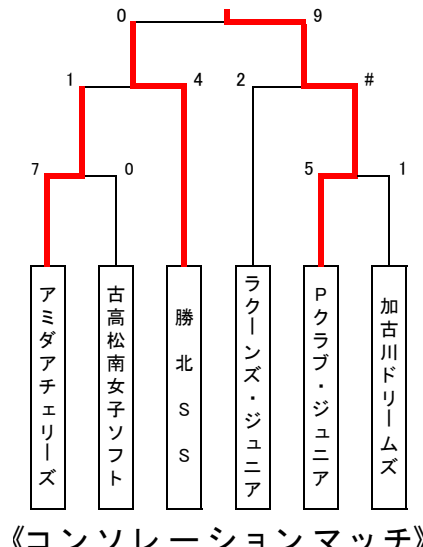 0 9
1 4 2 #
7 0 5 1
アミダアチェリーズ
古高松南女子ソフト
勝北SS
ラクーンズ・ジュニア
Pクラブ・ジュニア
加古川ドリームズ
《コンソレーションマッチ》